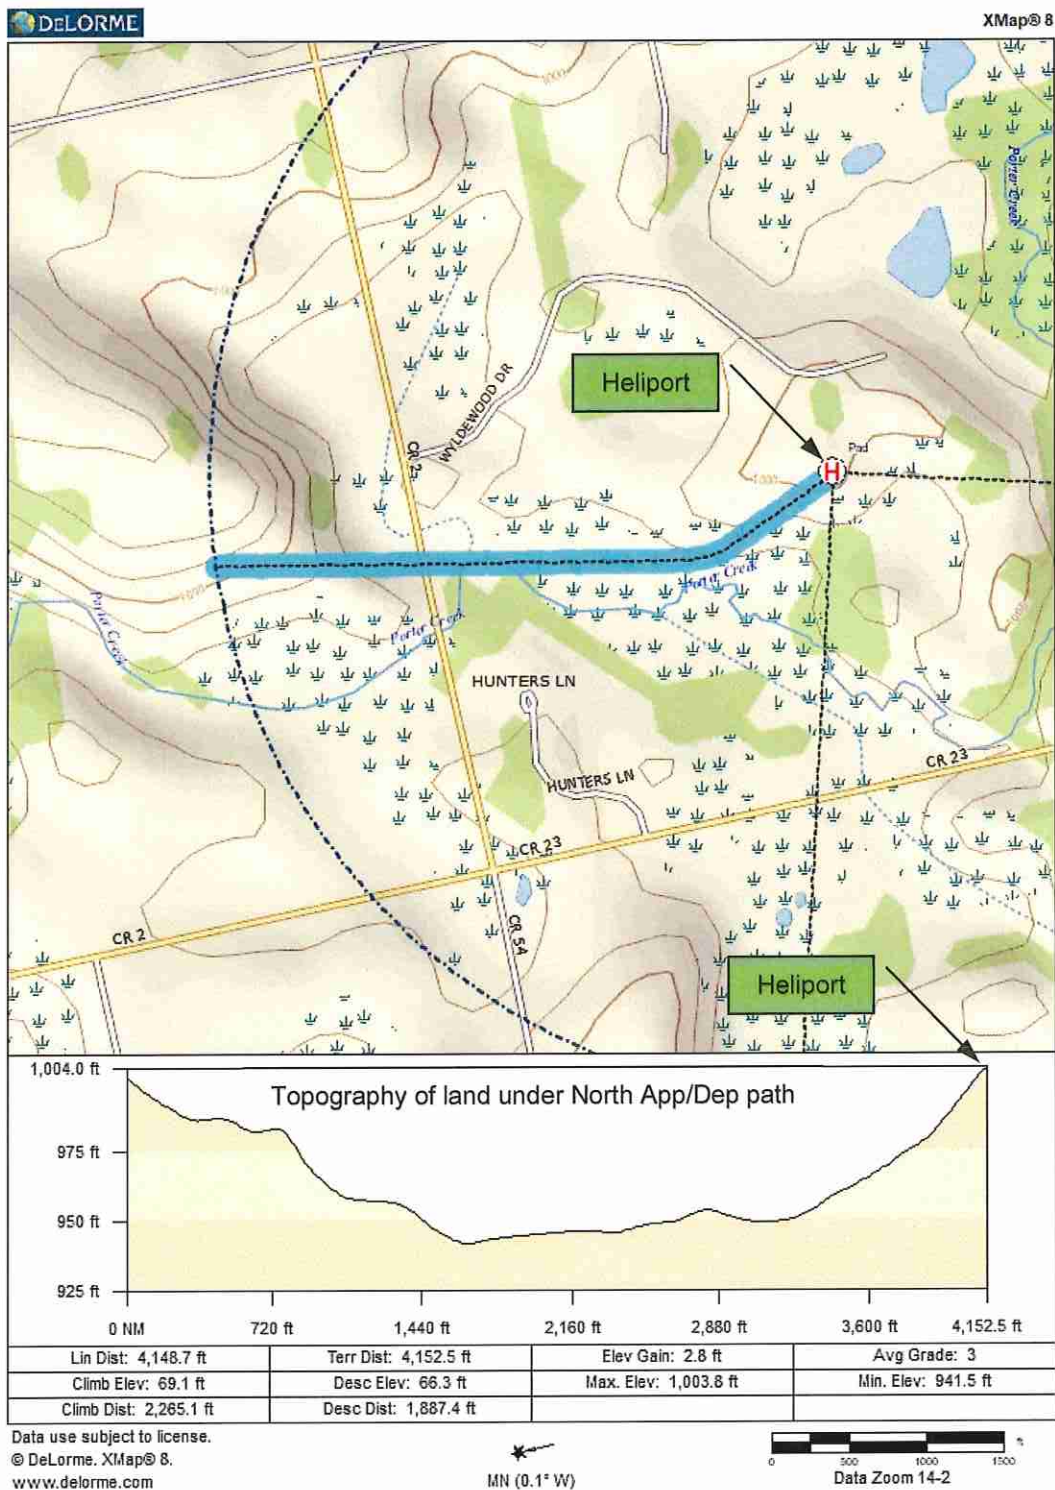 DELORME
XMap® 8
1000
Porter Creek
1000
WYLDEWOOD DR
Heliport
CR 2
Pad
1000
H
Porter Creek
1000
Porter Creek
Porter Creek
1000
HUNTERS LN
HUNTERS LN
CR 23
CR 23
CR 2
CR 54
Heliport
1,004.0 ft
Topography of land under North App/Dep path
975 ft
950 ft
925 ft
0 NM 720 ft 1,440 ft 2,160 ft 2,880 ft 3,600 ft 4,152.5 ft
Lin Dist: 4,148.7 ft Terr Dist: 4,152.5 ft Elev Gain: 2.8 ft Avg Grade: 3
Climb Elev: 69.1 ft Desc Elev: 66.3 ft Max. Elev: 1,003.8 ft Min. Elev: 941.5 ft
Climb Dist: 2,265.1 ft Desc Dist: 1,887.4 ft
Data use subject to license.
© DeLorme. XMap® 8.
www.delorme.com
MN (0.1° W)
ft
0 500 1000 1500
Data Zoom 14-2